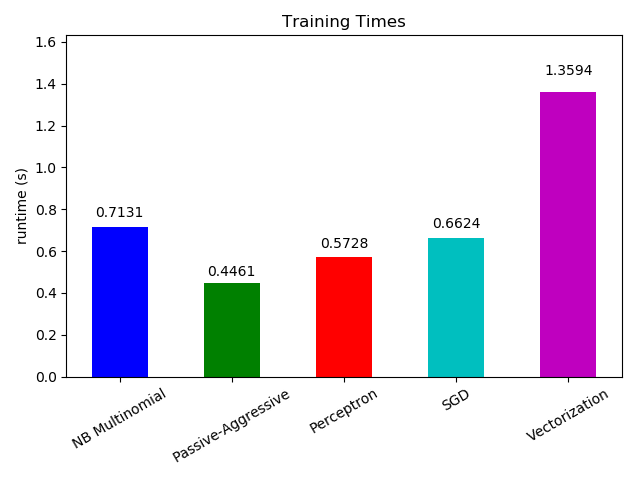 Training Times
runtime (s)
1.6
1.4
1.2
1.0
0.8
0.6
0.4
0.2
0.0
0.7131
0.4461
0.5728
0.6624
1.3594
NB Multinomial
Passive-Aggressive
Perceptron
SGD
Vectorization